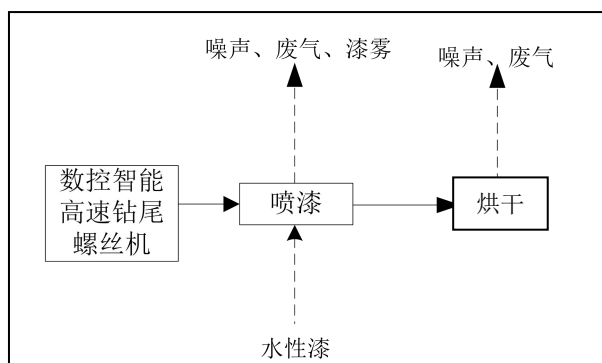 噪声、废气、漆雾
噪声、废气
数控智能
高速钻尾
螺丝机
喷漆
烘干
水性漆